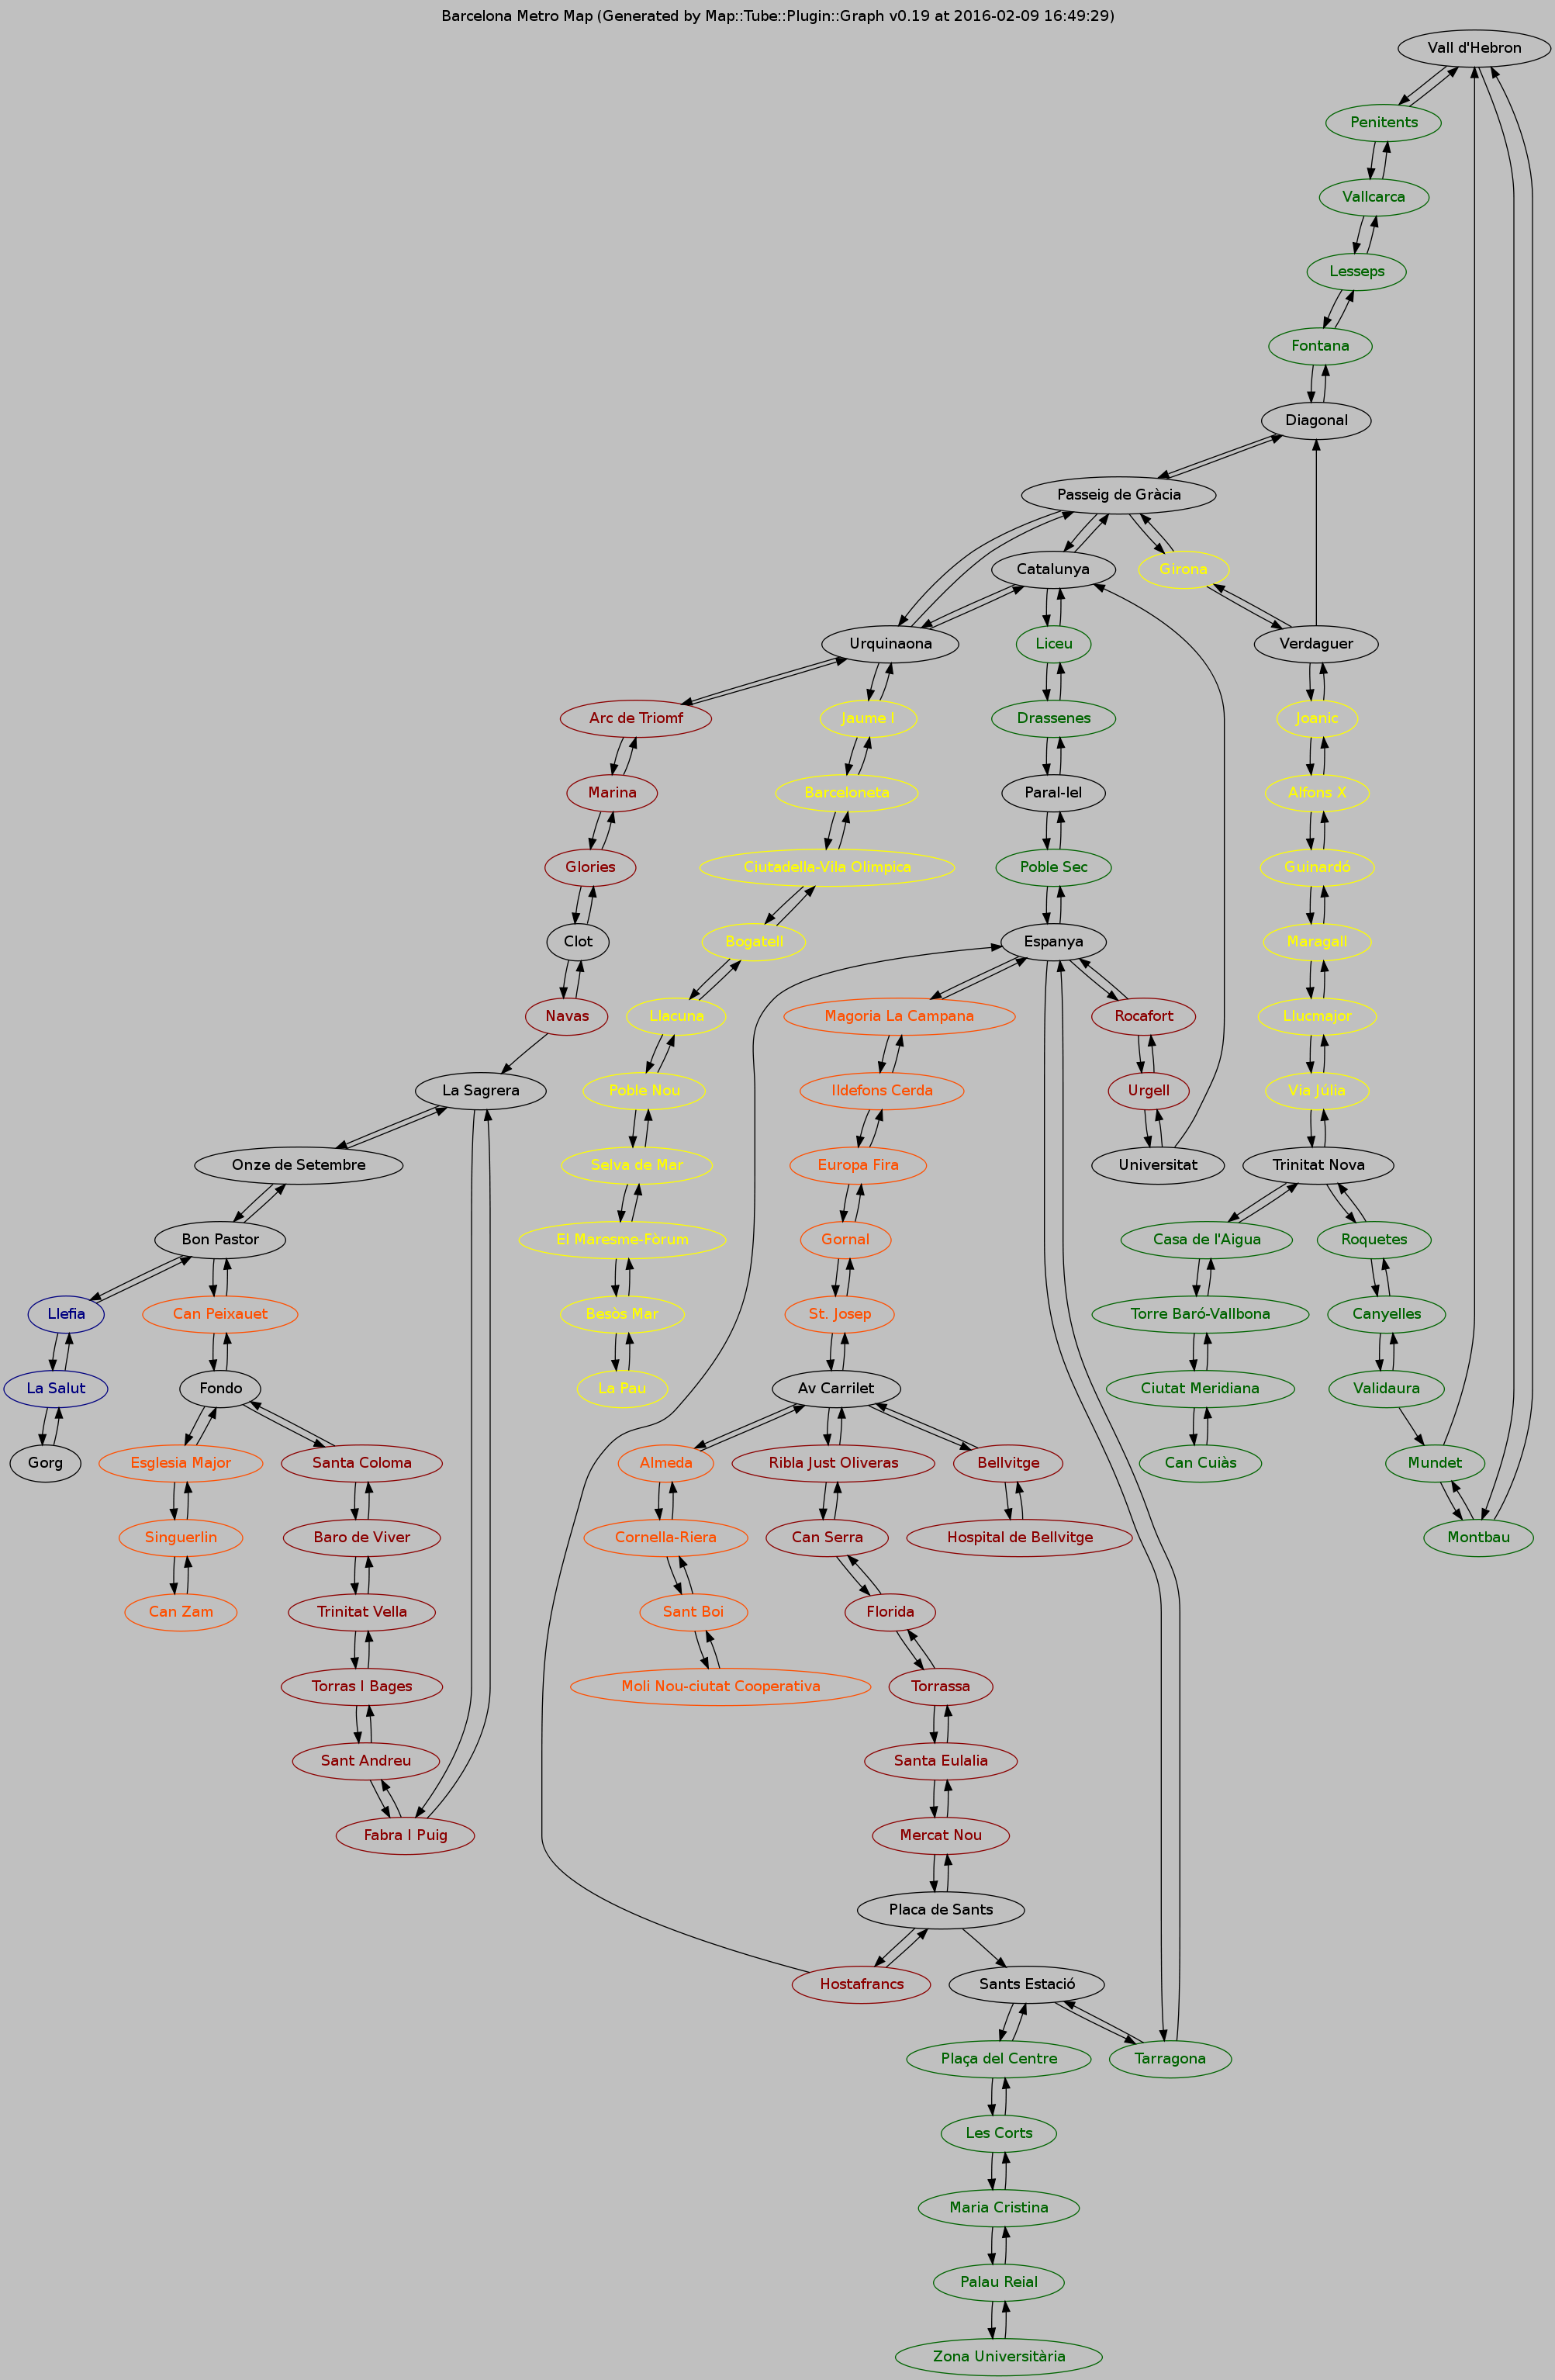 Barcelona Metro Map (Generated by Map::Tube::Plugin::Graph v0.19 at 2016-02-09 16:49:29)
Vall d'Hebron
Penitents
Vallcarca
Lesseps
Fontana
Diagonal
Passeig de Gràcia
Catalunya
Girona
Urquinaona
Liceu
Verdaguer
Arc de Triomf
Jaume I
Drassenes
Joanic
Marina
Barceloneta
Paral-lel
Alfons X
Glories
Ciutadella-Vila Olimpica
Poble Sec
Guinardó
Clot
Bogatell
Espanya
Maragall
Navas
Llacuna
Magoria La Campana
Rocafort
Llucmajor
La Sagrera
Poble Nou
Ildefons Cerda
Urgell
Via Júlia
Onze de Setembre
Selva de Mar
Europa Fira
Universitat
Trinitat Nova
Bon Pastor
El Maresme-Fòrum
Gornal
Casa de l'Aigua
Roquetes
Llefia
Can Peixauet
Besòs Mar
St. Josep
Torre Baró-Vallbona
Canyelles
La Salut
Fondo
La Pau
Av Carrilet
Ciutat Meridiana
Validaura
Gorg
Esglesia Major
Santa Coloma
Almeda
Ribla Just Oliveras
Bellvitge
Can Cuiàs
Mundet
Singuerlin
Baro de Viver
Cornella-Riera
Can Serra
Hospital de Bellvitge
Montbau
Can Zam
Trinitat Vella
Sant Boi
Florida
Torras I Bages
Moli Nou-ciutat Cooperativa
Torrassa
Sant Andreu
Santa Eulalia
Fabra I Puig
Mercat Nou
Placa de Sants
Hostafrancs
Sants Estació
Plaça del Centre
Tarragona
Les Corts
Maria Cristina
Palau Reial
Zona Universitària